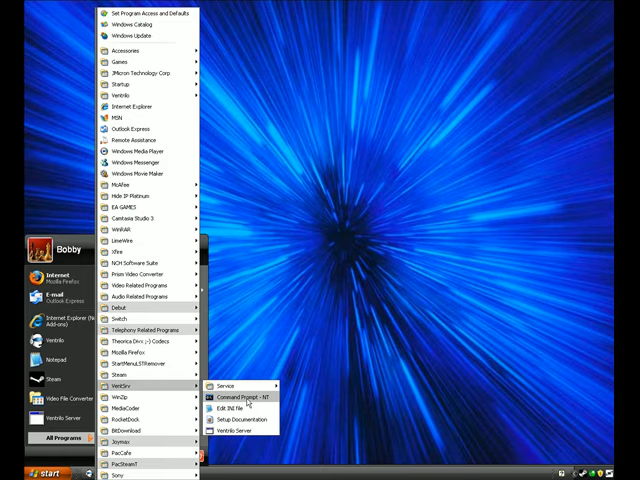 Set Program Access and Defaults
Windows Catalog
Windows Update
Accessories
Games
JMicron Technology Corp
Startup
Ventrilo
Internet Explorer
MSN
Outlook Express
Remote Assistance
Windows Media Player
Windows Messenger
Windows Movie Maker
McAfee
Hide IP Platinum
EA GAMES
Camtasia Studio 3
WinRAR
LimeWire
Xfire
NCH Software Suite
Prism Video Converter
Video Related Programs
Audio Related Programs
Debut
Switch
Telephony Related Programs
Theorica Divx ;-) Codecs
Mozilla Firefox
StartMenuLSTRemover
Steam
VentSrv
WinZip
MediaCoder
RocketDock
BitDownload
Joymax
PacCafe
PacSteamT
Sony
Bobby
Internet
Mozilla Firefox
E-mail
Outlook Express
Internet Explorer (No
Add-ons)
Ventrilo
Notepad
Steam
Video File Converter
Ventrilo Server
All Programs
Service
Command Prompt - NT
Edit INI file
Setup Documentation
Ventrilo Server
start